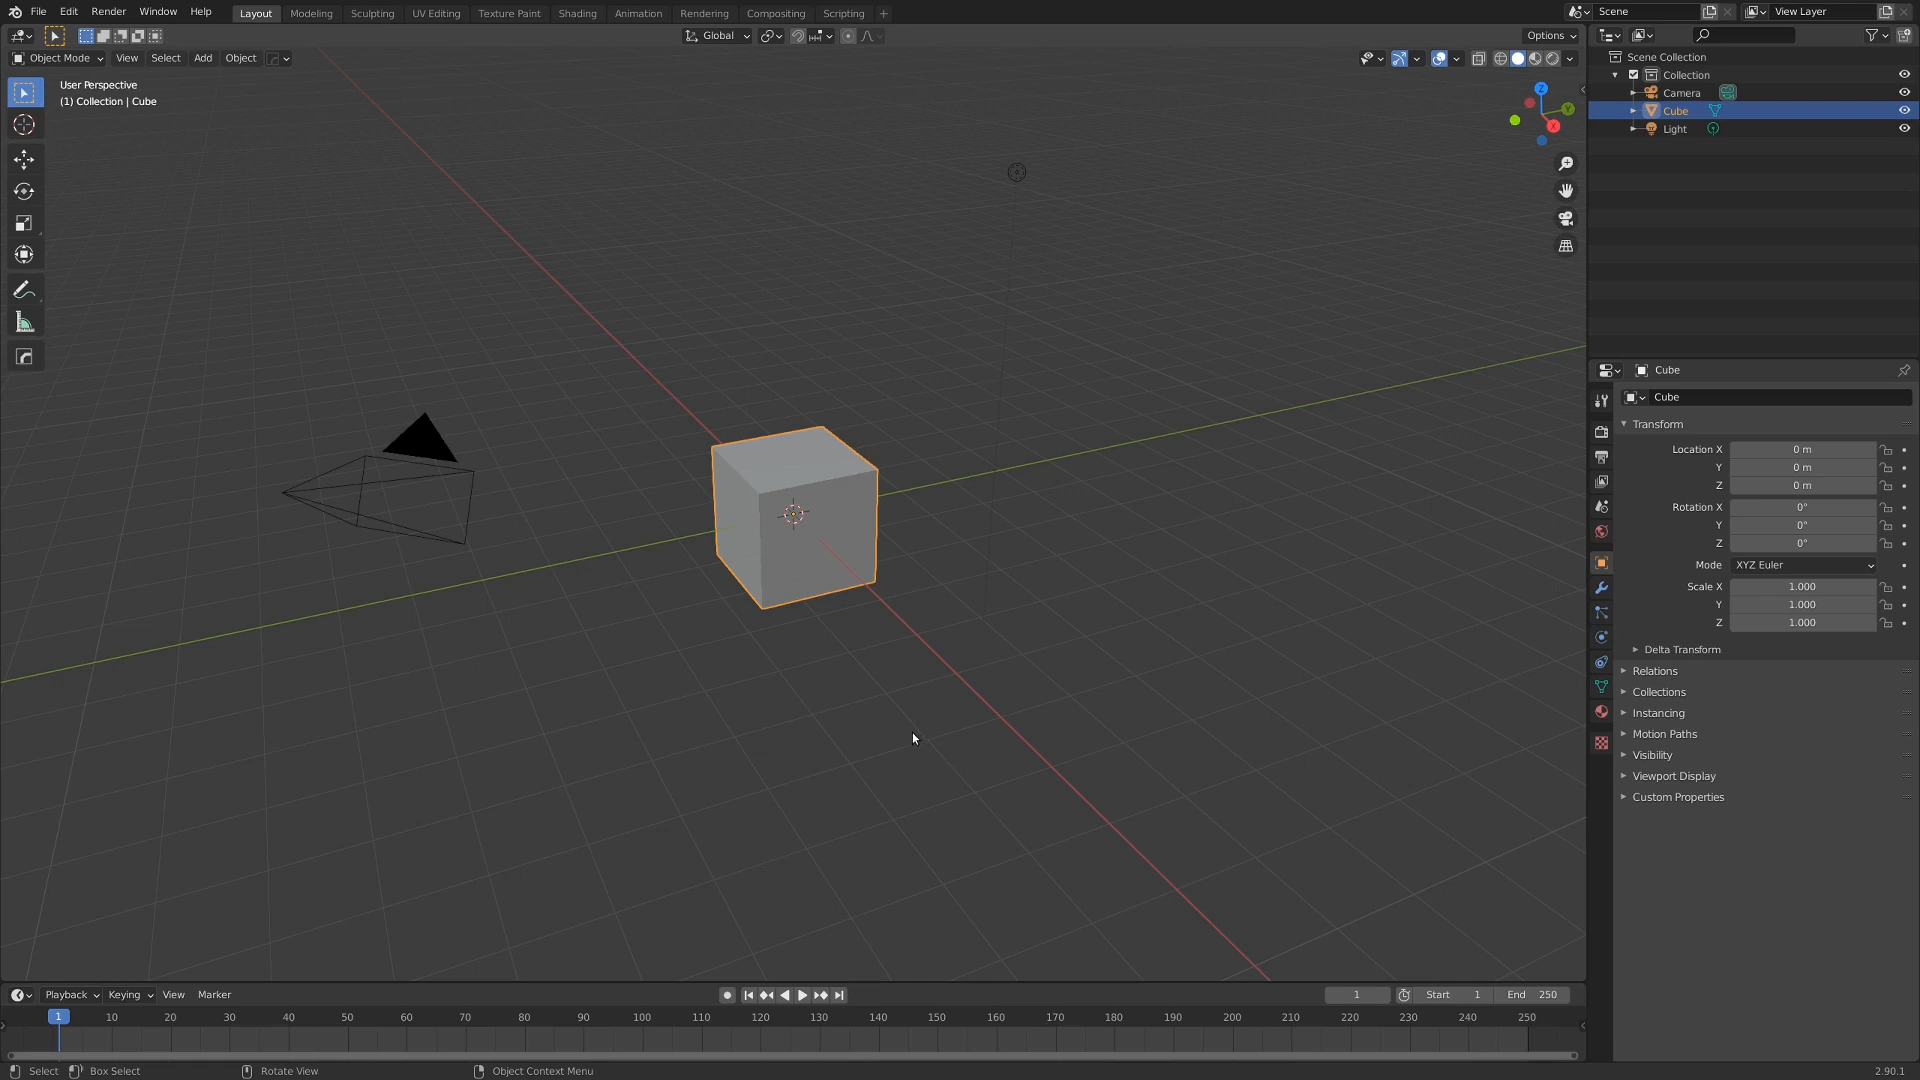 File Edit Render Window Help Layout Modeling Sculpting UV Editing Texture Paint Shading Animation Rendering Compositing Scripting + Scene View Layer
Global Options
Object Mode View Select Add Object
User Perspective
(1) Collection | Cube
Z
Y
X
Scene Collection
Collection
Camera
Cube
Light
Cube
Cube
Transform
Location X 0 m
Y 0 m
Z 0 m
Rotation X 0°
Y 0°
Z 0°
Mode XYZ Euler
Scale X 1.000
Y 1.000
Z 1.000
Delta Transform
Relations
Collections
Instancing
Motion Paths
Visibility
Viewport Display
Custom Properties
Playback Keying View Marker 1 Start 1 End 250
1 10 20 30 40 50 60 70 80 90 100 110 120 130 140 150 160 170 180 190 200 210 220 230 240 250
Select Box Select Rotate View Object Context Menu 2.90.1